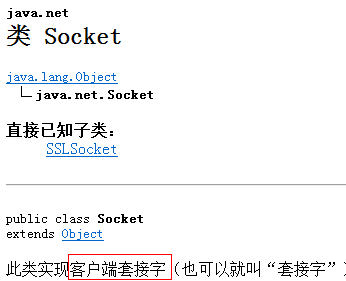 java.net
类 Socket
java.lang.Object
java.net.Socket
直接已知子类：
SSLSocket
public class Socket
extends Object
此类实现客户端套接字（也可以就叫“套接字”）